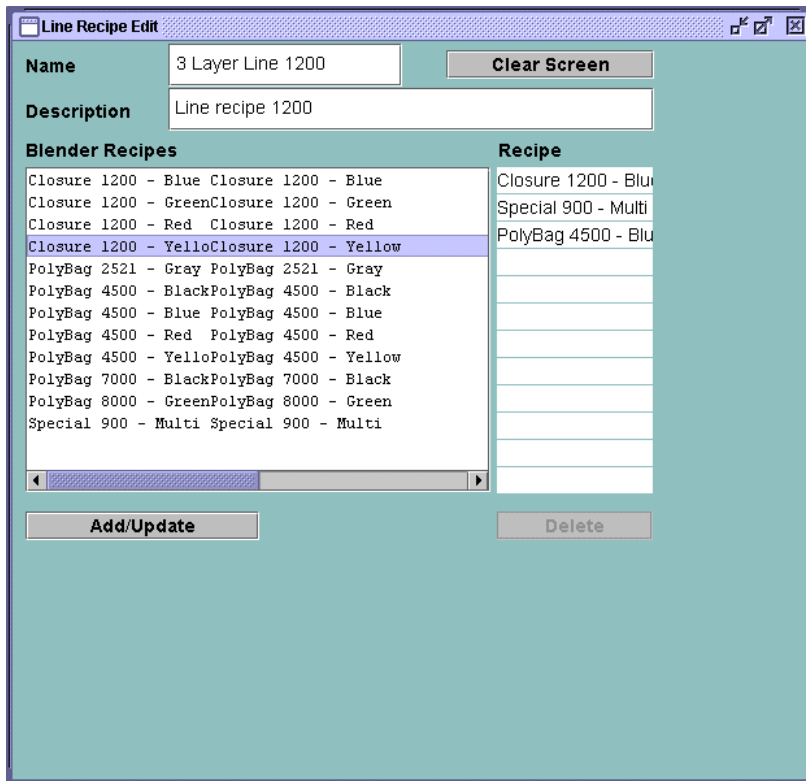 Line Recipe Edit
Name
3 Layer Line 1200
Clear Screen
Description
Line recipe 1200
Blender Recipes
Recipe
Closure 1200 - Blue Closure 1200 - Blue
Closure 1200 - GreenClosure 1200 - Green
Closure 1200 - Red Closure 1200 - Red
Closure 1200 - YelloClosure 1200 - Yellow
PolyBag 2521 - Gray PolyBag 2521 - Gray
PolyBag 4500 - BlackPolyBag 4500 - Black
PolyBag 4500 - Blue PolyBag 4500 - Blue
PolyBag 4500 - Red PolyBag 4500 - Red
PolyBag 4500 - YelloPolyBag 4500 - Yellow
PolyBag 7000 - BlackPolyBag 7000 - Black
PolyBag 8000 - GreenPolyBag 8000 - Green
Special 900 - Multi Special 900 - Multi
Closure 1200 - Blu
Special 900 - Multi
PolyBag 4500 - Blu
Add/Update
Delete